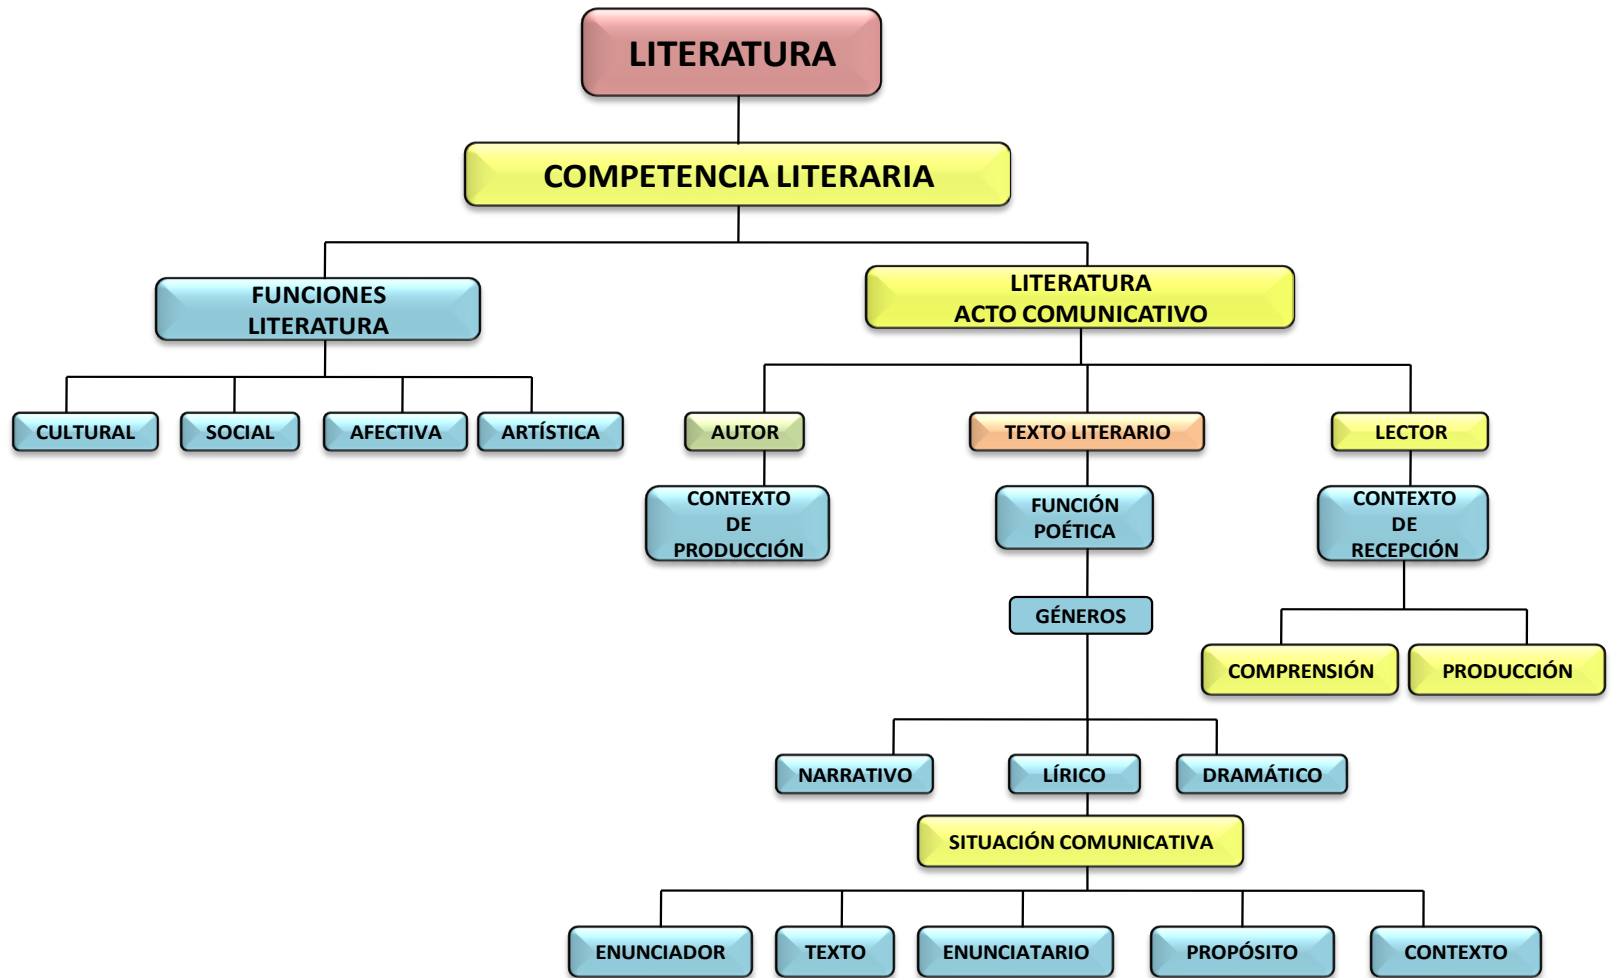 LITERATURA
COMPETENCIA LITERARIA
FUNCIONES
LITERATURA
LITERATURA
ACTO COMUNICATIVO
CULTURAL
SOCIAL
AFECTIVA
ARTÍSTICA
AUTOR
TEXTO LITERARIO
LECTOR
CONTEXTO
DE
PRODUCCIÓN
FUNCIÓN
POÉTICA
CONTEXTO
DE
RECEPCIÓN
GÉNEROS
COMPRENSIÓN
PRODUCCIÓN
NARRATIVO
LÍRICO
DRAMÁTICO
SITUACIÓN COMUNICATIVA
ENUNCIADOR
TEXTO
ENUNCIATARIO
PROPÓSITO
CONTEXTO